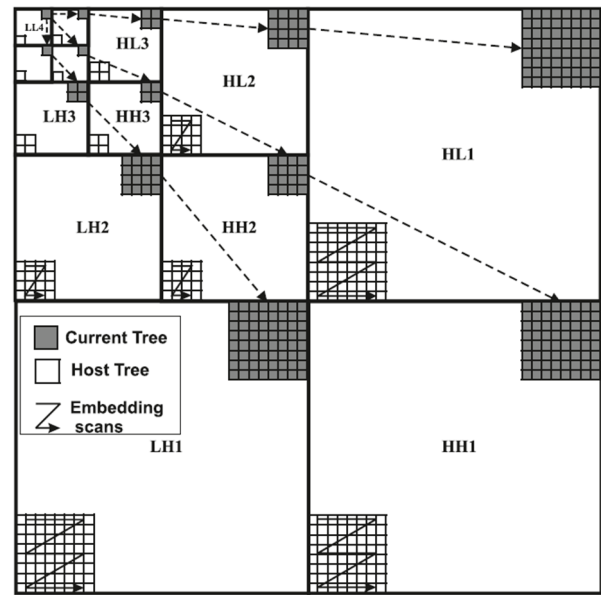 LL4
HL3
HL2
HL1
LH3
HH3
LH2
HH2
Current Tree
Host Tree
Embedding
scans
LH1
HH1